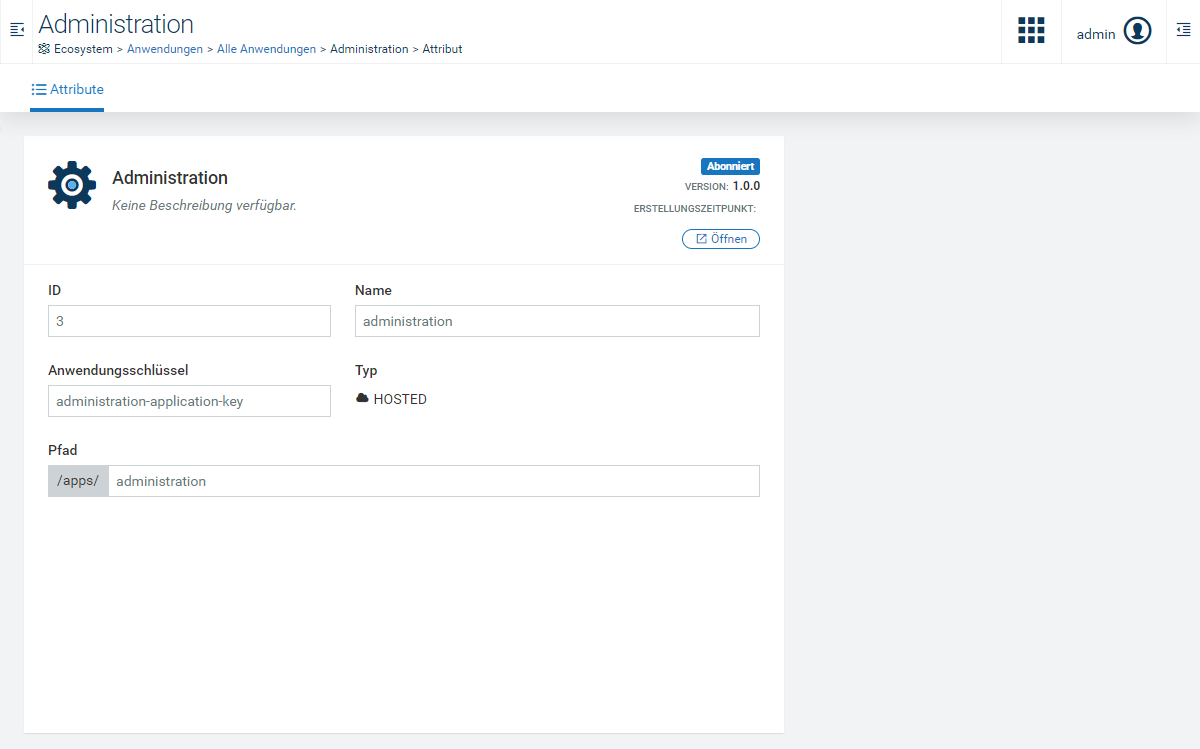 Administration
Ecosystem > Anwendungen > Alle Anwendungen > Administration > Attribut
admin
Attribute
Administration
Keine Beschreibung verfügbar.
Abonniert
VERSION: 1.0.0
ERSTELLUNGSZEITPUNKT:
Öffnen
ID
Name
3
administration
Anwendungsschlüssel
Typ
administration-application-key
HOSTED
Pfad
/apps/ administration